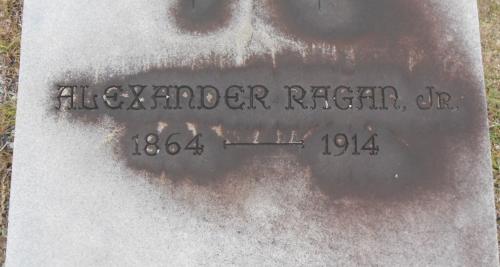 ALEXANDER RAGAN, JR.
1864 — 1914